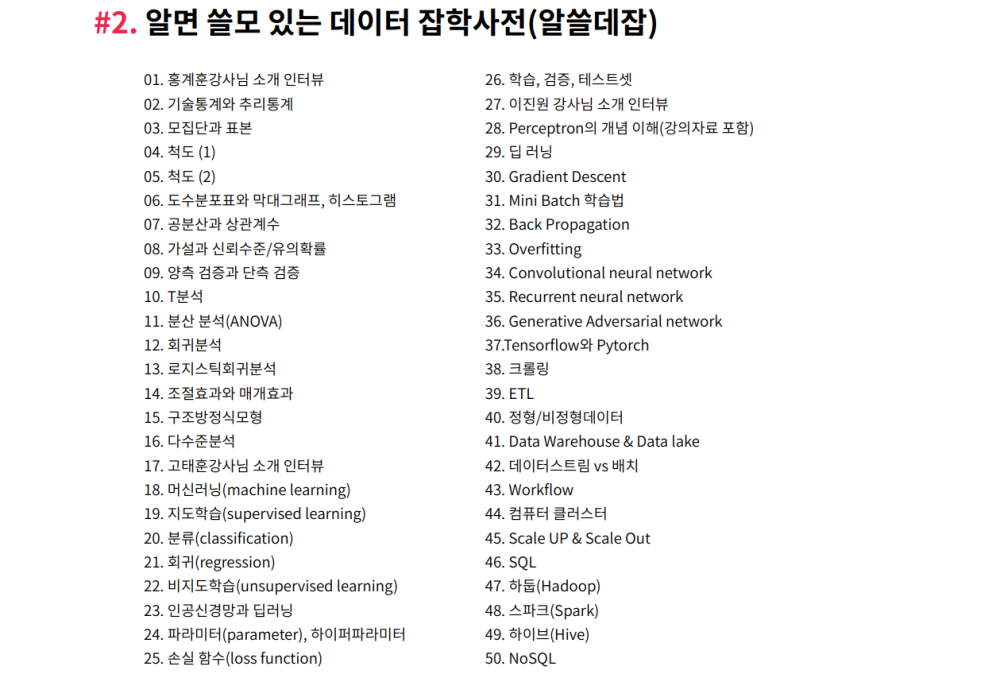 #2. 알면 쓸모 있는 데이터 잡학사전(알쓸데잡)
01. 홍계훈강사님 소개 인터뷰
02. 기술통계와 추리통계
03. 모집단과 표본
04. 척도 (1)
05. 척도 (2)
06. 도수분포표와 막대그래프, 히스토그램
07. 공분산과 상관계수
08. 가설과 신뢰수준/유의확률
09. 양측 검증과 단측 검증
10. T분석
11. 분산 분석(ANOVA)
12. 회귀분석
13. 로지스틱회귀분석
14. 조절효과와 매개효과
15. 구조방정식모형
16. 다수준분석
17. 고태훈강사님 소개 인터뷰
18. 머신러닝(machine learning)
19. 지도학습(supervised learning)
20. 분류(classification)
21. 회귀(regression)
22. 비지도학습(unsupervised learning)
23. 인공신경망과 딥러닝
24. 파라미터(parameter), 하이퍼파라미터
25. 손실 함수(loss function)
26. 학습, 검증, 테스트셋
27. 이진원 강사님 소개 인터뷰
28. Perceptron의 개념 이해(강의자료 포함)
29. 딥 러닝
30. Gradient Descent
31. Mini Batch 학습법
32. Back Propagation
33. Overfitting
34. Convolutional neural network
35. Recurrent neural network
36. Generative Adversarial network
37.Tensorflow와 Pytorch
38. 크롤링
39. ETL
40. 정형/비정형데이터
41. Data Warehouse & Data lake
42. 데이터스트림 vs 배치
43. Workflow
44. 컴퓨터 클러스터
45. Scale UP & Scale Out
46. SQL
47. 하둡(Hadoop)
48. 스파크(Spark)
49. 하이브(Hive)
50. NoSQL